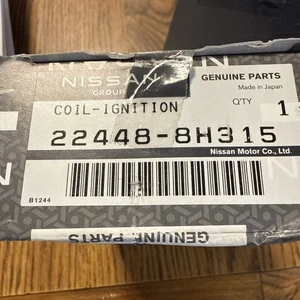 NISSAN
GROUP
GENUINE PARTS
Made in Japan
COIL-IGNITION
Q'TY 1
22448-8H315
Nissan Motor Co., Ltd.
B1244
GENUINE PARTS